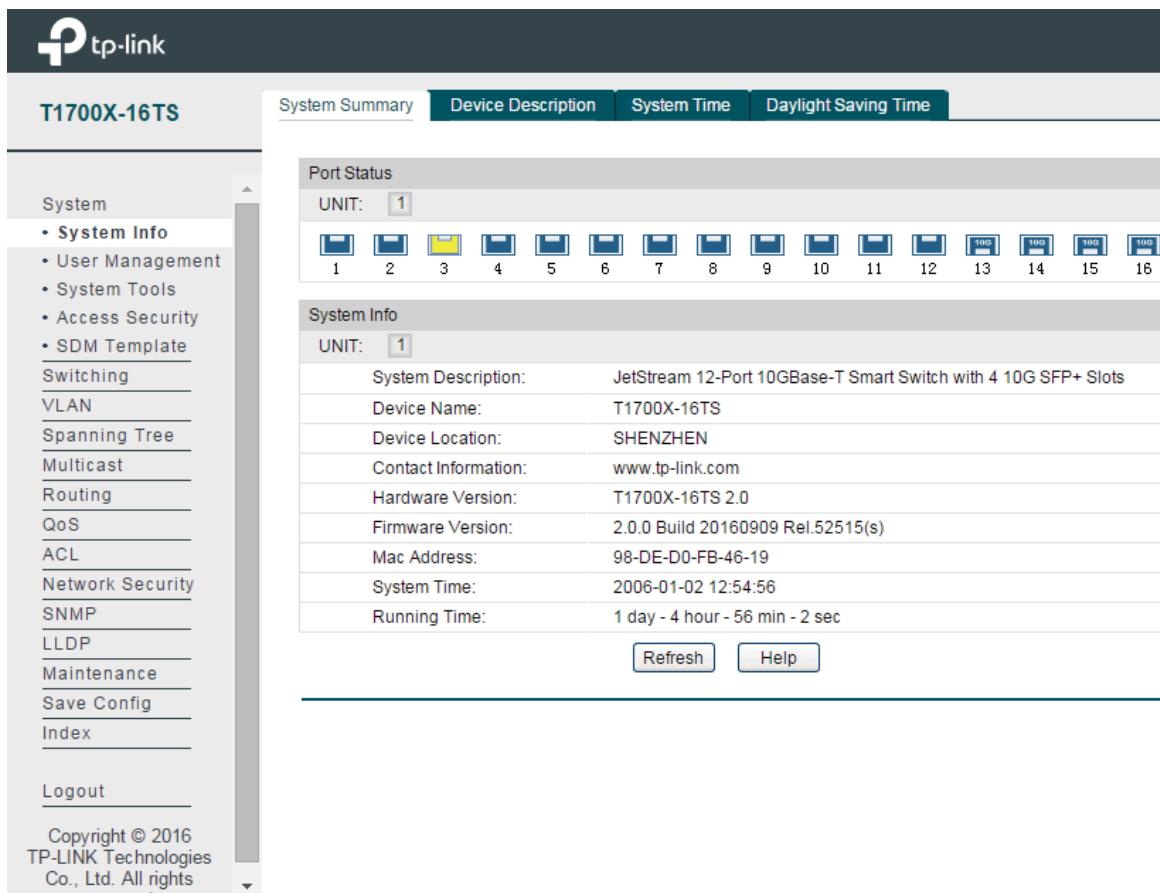 tp-link
T1700X-16TS
System Summary Device Description System Time Daylight Saving Time
System
• System Info
• User Management
• System Tools
• Access Security
• SDM Template
Switching
VLAN
Spanning Tree
Multicast
Routing
QoS
ACL
Network Security
SNMP
LLDP
Maintenance
Save Config
Index
Logout
Copyright © 2016
TP-LINK Technologies
Co., Ltd. All rights
Port Status
UNIT: 1
10G 10G 10G 10G
1 2 3 4 5 6 7 8 9 10 11 12 13 14 15 16
System Info
UNIT: 1
System Description: JetStream 12-Port 10GBase-T Smart Switch with 4 10G SFP+ Slots
Device Name: T1700X-16TS
Device Location: SHENZHEN
Contact Information: www.tp-link.com
Hardware Version: T1700X-16TS 2.0
Firmware Version: 2.0.0 Build 20160909 Rel.52515(s)
Mac Address: 98-DE-D0-FB-46-19
System Time: 2006-01-02 12:54:56
Running Time: 1 day - 4 hour - 56 min - 2 sec
Refresh Help